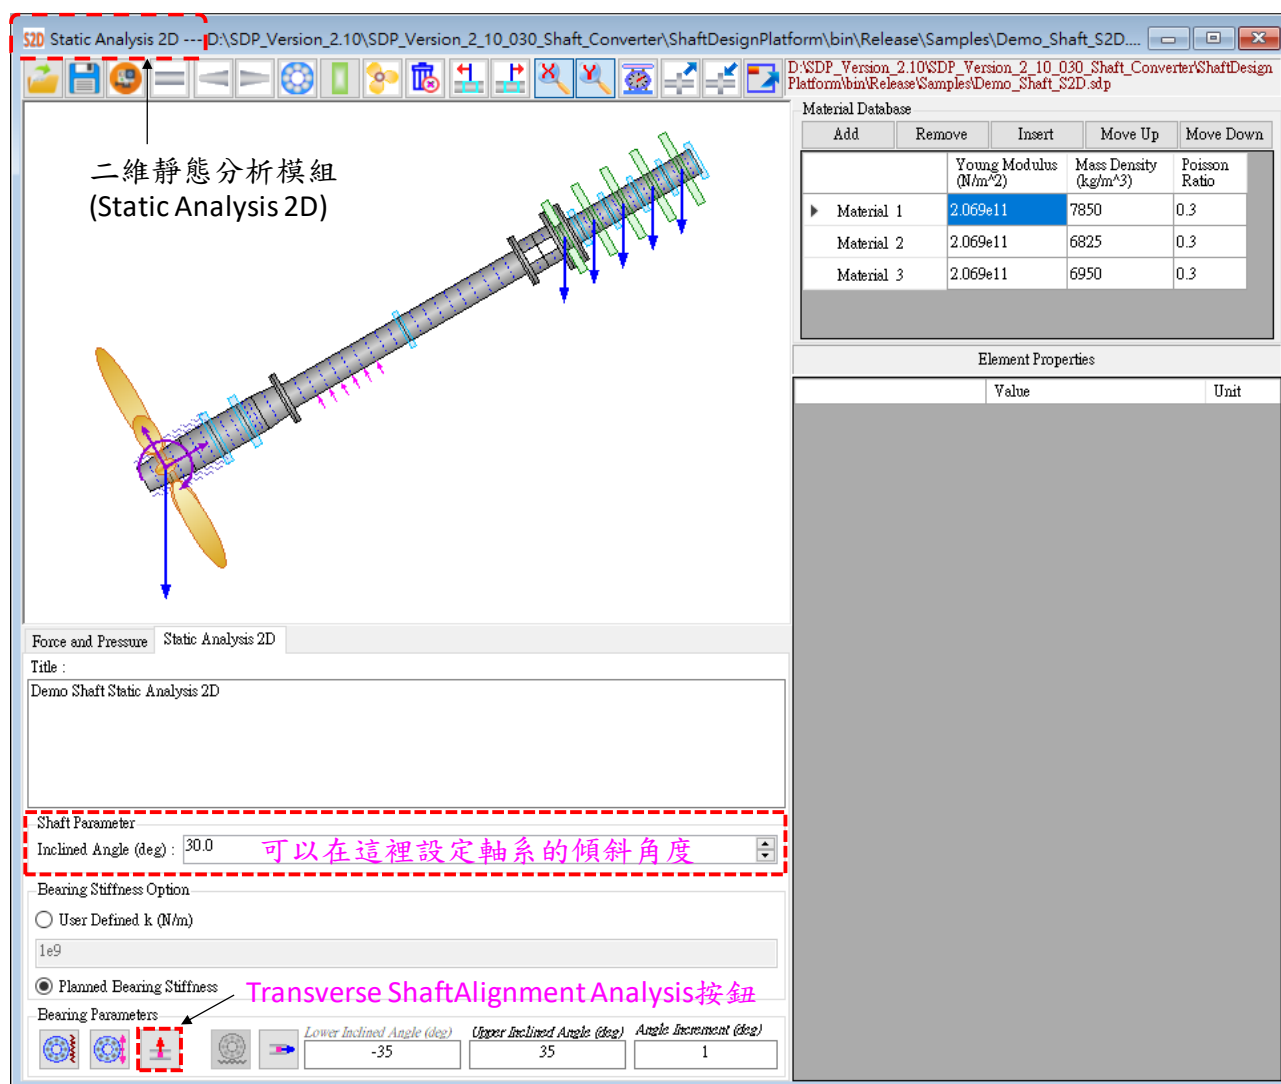 S2D Static Analysis 2D --- D:\SDP_Version_2.10\SDP_Version_2_10_030_Shaft_Converter\ShaftDesignPlatform\bin\Release\Samples\Demo_Shaft_S2D....
D:\SDP_Version_2.10\SDP_Version_2_10_030_Shaft_Converter\ShaftDesign
Platform\bin\Release\Samples\Demo_Shaft_S2D.sdp
二維靜態分析模組
(Static Analysis 2D)
Material Database
Add Remove Insert Move Up Move Down
Young Modulus (N/m^2) Mass Density (kg/m^3) Poisson Ratio
Material 1 2.069e11 7850 0.3
Material 2 2.069e11 6825 0.3
Material 3 2.069e11 6950 0.3
Element Properties
Value Unit
Force and Pressure Static Analysis 2D
Title :
Demo Shaft Static Analysis 2D
Shaft Parameter
Inclined Angle (deg) : 30.0 可以在這裡設定軸系的傾斜角度
Bearing Stiffness Option
User Defined k (N/m)
1e9
Planned Bearing Stiffness
Transverse ShaftAlignment Analysis按鈕
Bearing Parameters
Lower Inclined Angle (deg) Upper Inclined Angle (deg) Angle Increment (deg)
-35 35 1